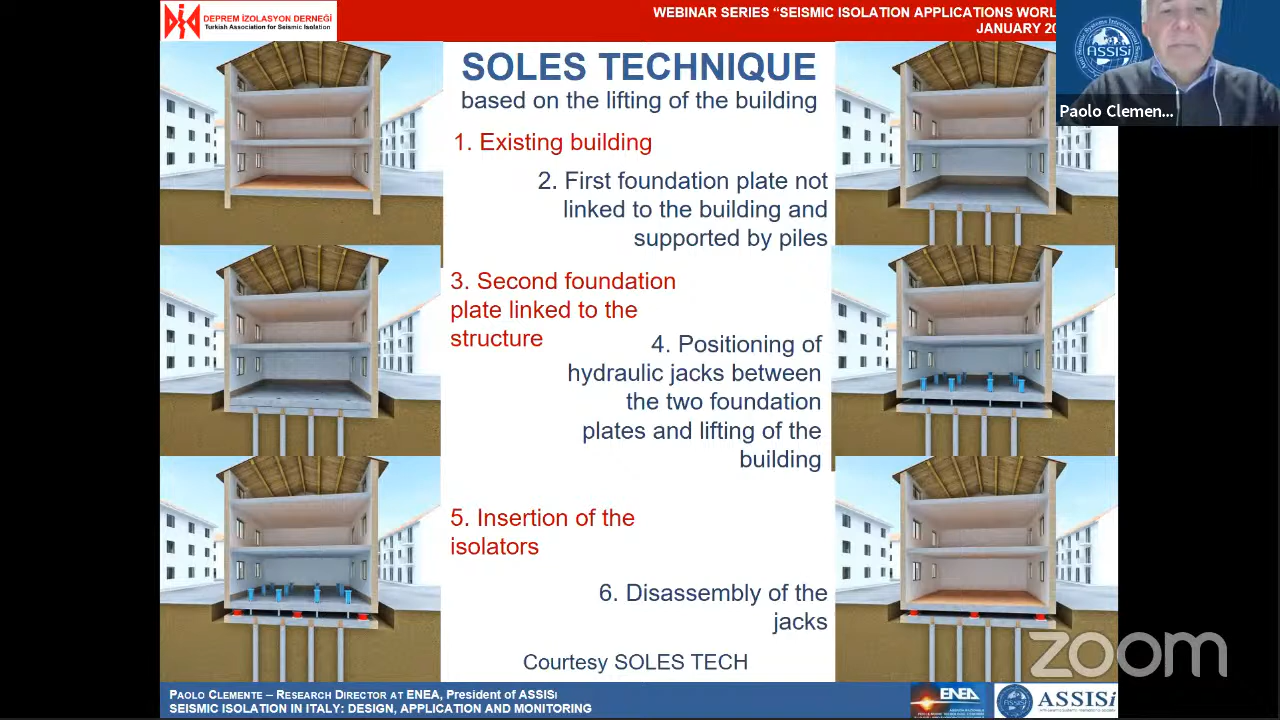 DEPREM İZOLASYON DERNEĞİ
Turkish Association for Seismic Isolation
WEBINAR SERIES “SEISMIC ISOLATION APPLICATIONS WORL
JANUARY 20
ASSISi
Paolo Clemen...
SOLES TECHNIQUE
based on the lifting of the building
1. Existing building
2. First foundation plate not
linked to the building and
supported by piles
3. Second foundation
plate linked to the
structure
4. Positioning of
hydraulic jacks between
the two foundation
plates and lifting of the
building
5. Insertion of the
isolators
6. Disassembly of the
jacks
Courtesy SOLES TECH
zoom
PAOLO CLEMENTE – RESEARCH DIRECTOR AT ENEA, President of ASSISi
SEISMIC ISOLATION IN ITALY: DESIGN, APPLICATION AND MONITORING
ENEA
ASSISi